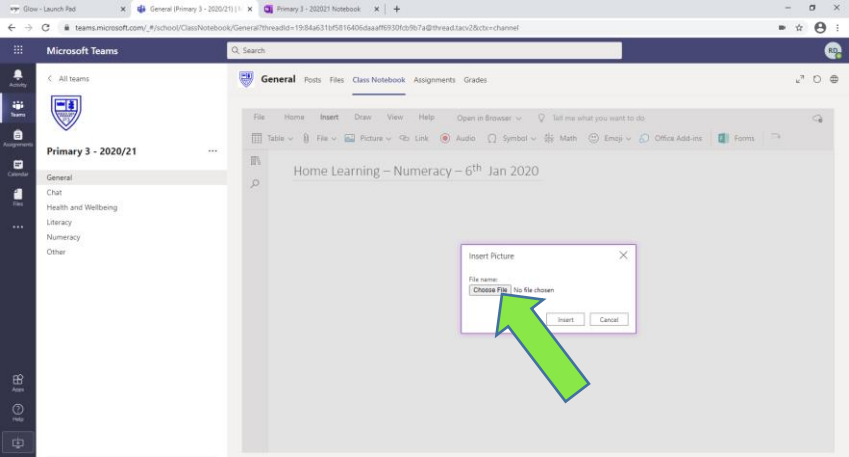 Glow - Launch Pad
General (Primary 3 - 2020/21) |
Primary 3 - 202021 Notebook
teams.microsoft.com/_#/school/ClassNotebook/General?threadId=19:84a631bf5816406daaaff6930fcb9b7a@thread.tacv2&ctx=channel
Microsoft Teams
Search
RD
Activity
Teams
Assignments
Calendar
Files
Apps
Help
All teams
Primary 3 - 2020/21
General
Chat
Health and Wellbeing
Literacy
Numeracy
Other
General Posts Files Class Notebook Assignments Grades
File Home Insert Draw View Help Open in Browser Tell me what you want to do
Table File Picture Link Audio Symbol Math Emoji Office Add-ins Forms
Home Learning – Numeracy – 6th Jan 2020
Insert Picture
File name:
Choose File No file chosen
Insert Cancel